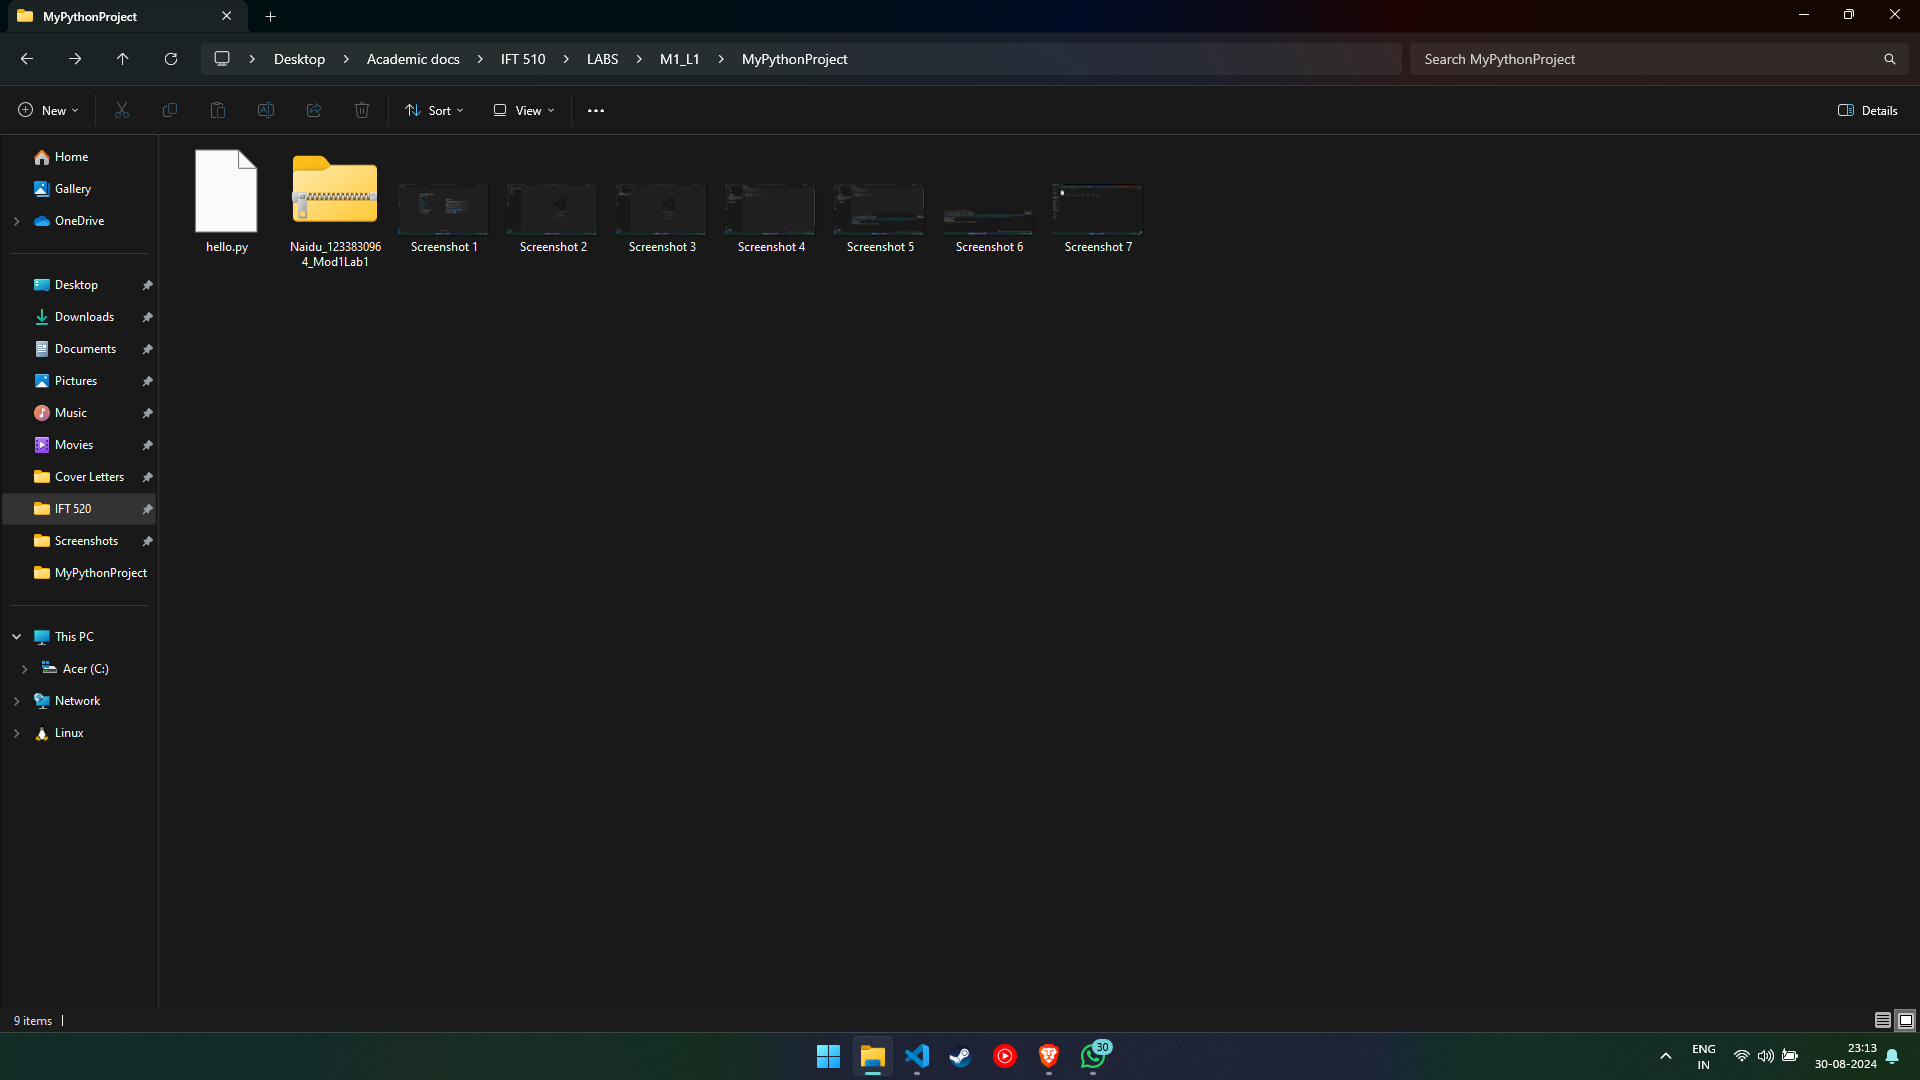 MyPythonProject
Desktop
Academic docs
IFT 510
LABS
M1_L1
MyPythonProject
Search MyPythonProject
New
Sort
View
Details
Home
Gallery
OneDrive
Desktop
Downloads
Documents
Pictures
Music
Movies
Cover Letters
IFT 520
Screenshots
MyPythonProject
This PC
Acer (C:)
Network
Linux
hello.py
Naidu_123383096
4_Mod1Lab1
Screenshot 1
Screenshot 2
Screenshot 3
Screenshot 4
Screenshot 5
Screenshot 6
Screenshot 7
9 items
30
ENG
IN
23:13
30-08-2024